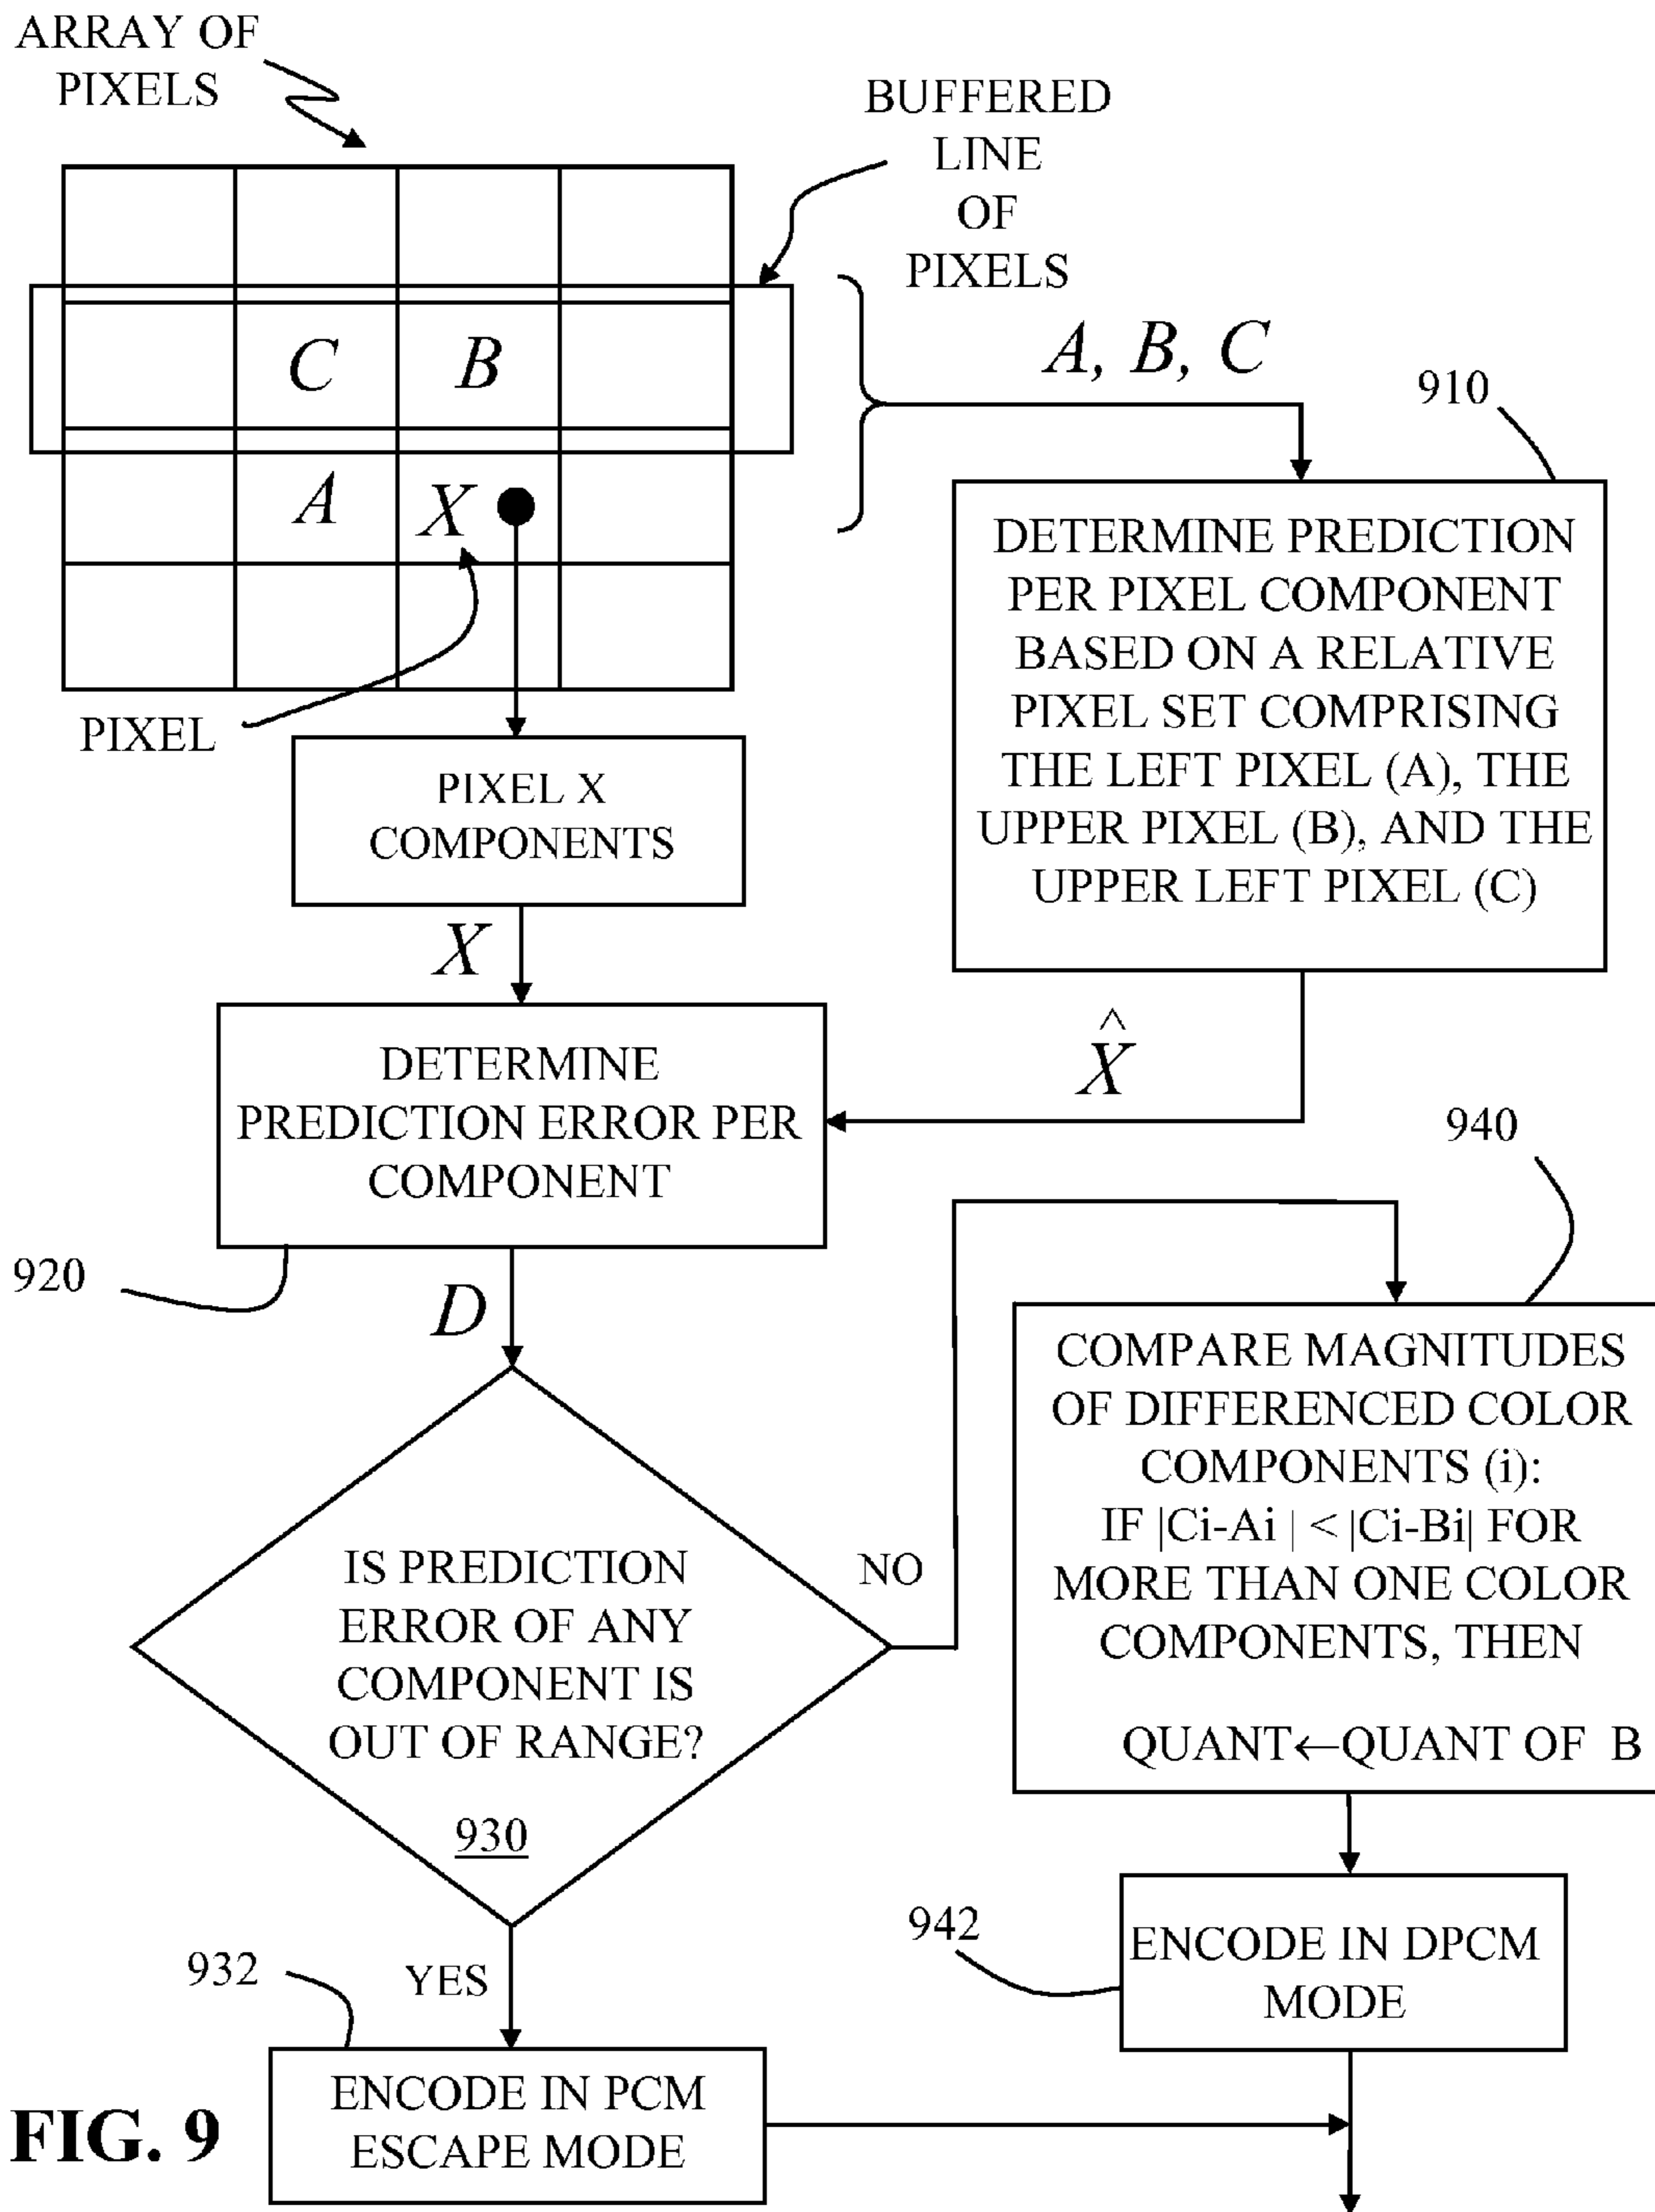 ARRAY OF
PIXELS
BUFFERED
LINE
OF
PIXELS
C
B
A
X
A, B, C
910
DETERMINE PREDICTION
PER PIXEL COMPONENT
BASED ON A RELATIVE
PIXEL SET COMPRISING
THE LEFT PIXEL (A), THE
UPPER PIXEL (B), AND THE
UPPER LEFT PIXEL (C)
PIXEL
PIXEL X
COMPONENTS
X
X̂
DETERMINE
PREDICTION ERROR PER
COMPONENT
920
D
940
COMPARE MAGNITUDES
OF DIFFERENCED COLOR
COMPONENTS (i):
IF |Ci-Ai | < |Ci-Bi| FOR
MORE THAN ONE COLOR
COMPONENTS, THEN
QUANT←QUANT OF B
IS PREDICTION
ERROR OF ANY
COMPONENT IS
OUT OF RANGE?
930
NO
942
ENCODE IN DPCM
MODE
932
YES
ENCODE IN PCM
ESCAPE MODE
FIG. 9